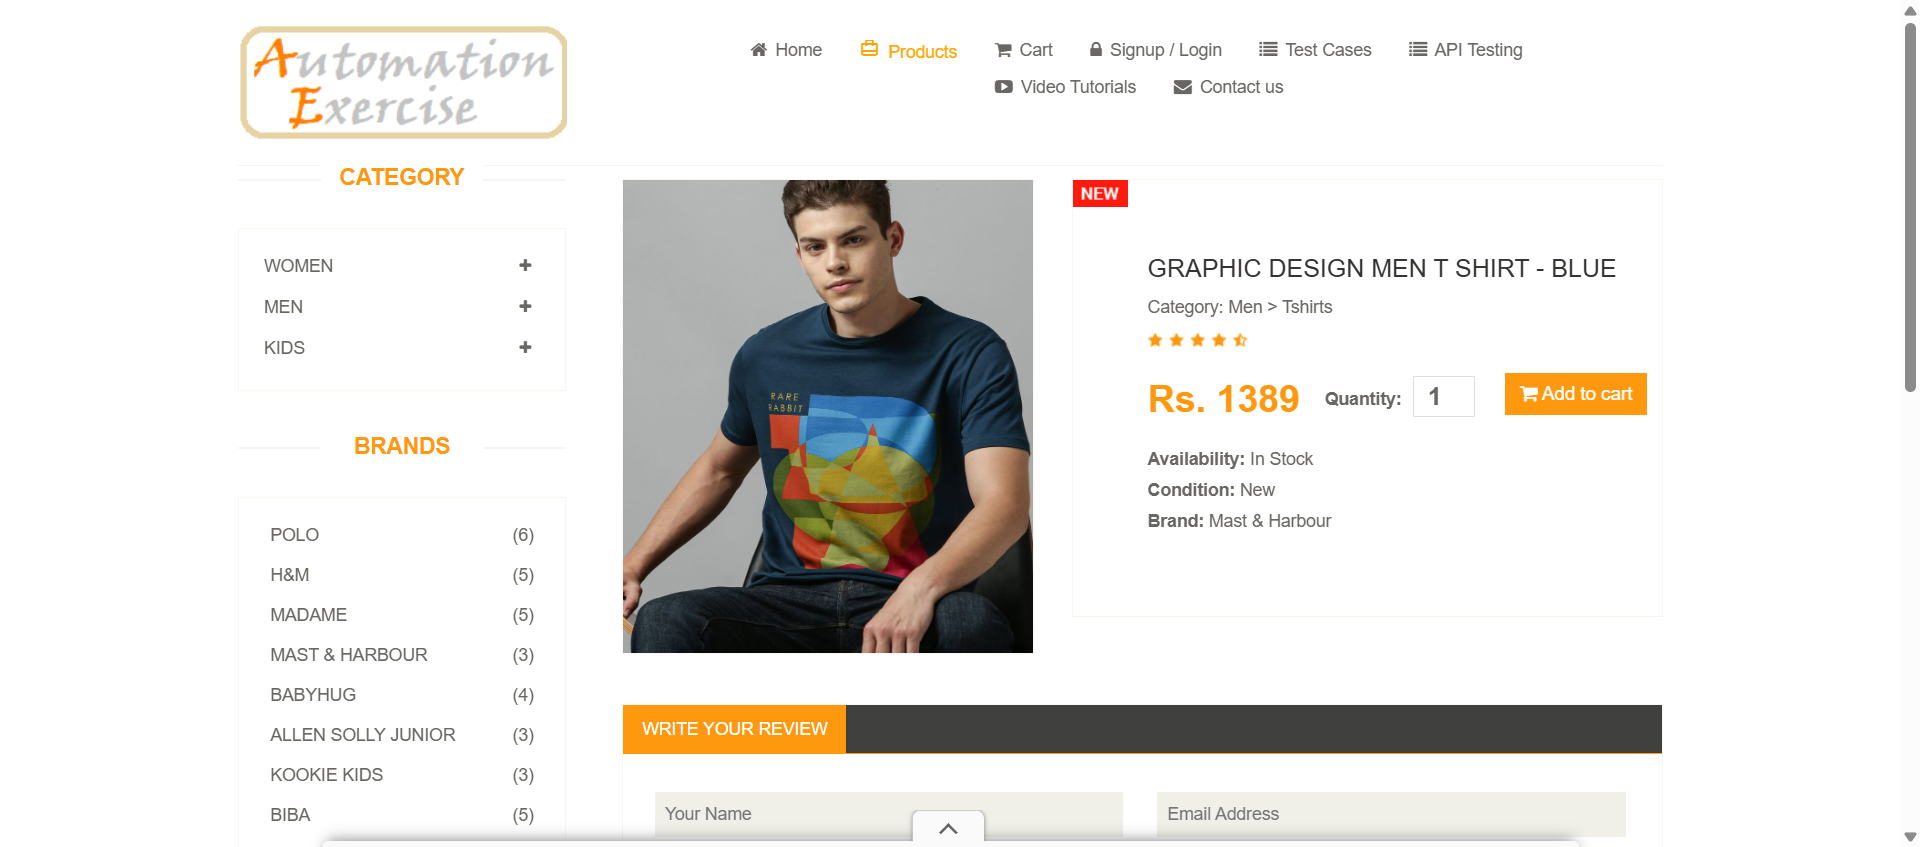 Automation
Exercise
Home
Products
Cart
Signup / Login
Test Cases
API Testing
Video Tutorials
Contact us
CATEGORY
WOMEN
MEN
KIDS
BRANDS
POLO (6)
H&M (5)
MADAME (5)
MAST & HARBOUR (3)
BABYHUG (4)
ALLEN SOLLY JUNIOR (3)
KOOKIE KIDS (3)
BIBA (5)
RARE
RABBIT
NEW
GRAPHIC DESIGN MEN T SHIRT - BLUE
Category: Men > Tshirts
Rs. 1389 Quantity: 1 Add to cart
Availability: In Stock
Condition: New
Brand: Mast & Harbour
WRITE YOUR REVIEW
Your Name
Email Address